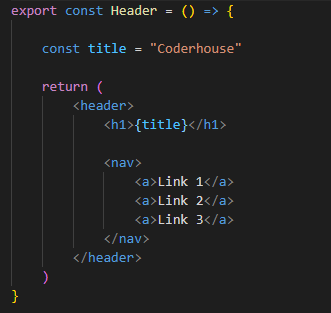 export const Header = () => {
const title = "Coderhouse"
return (
<header>
<h1>{title}</h1>
<nav>
<a>Link 1</a>
<a>Link 2</a>
<a>Link 3</a>
</nav>
</header>
)
}